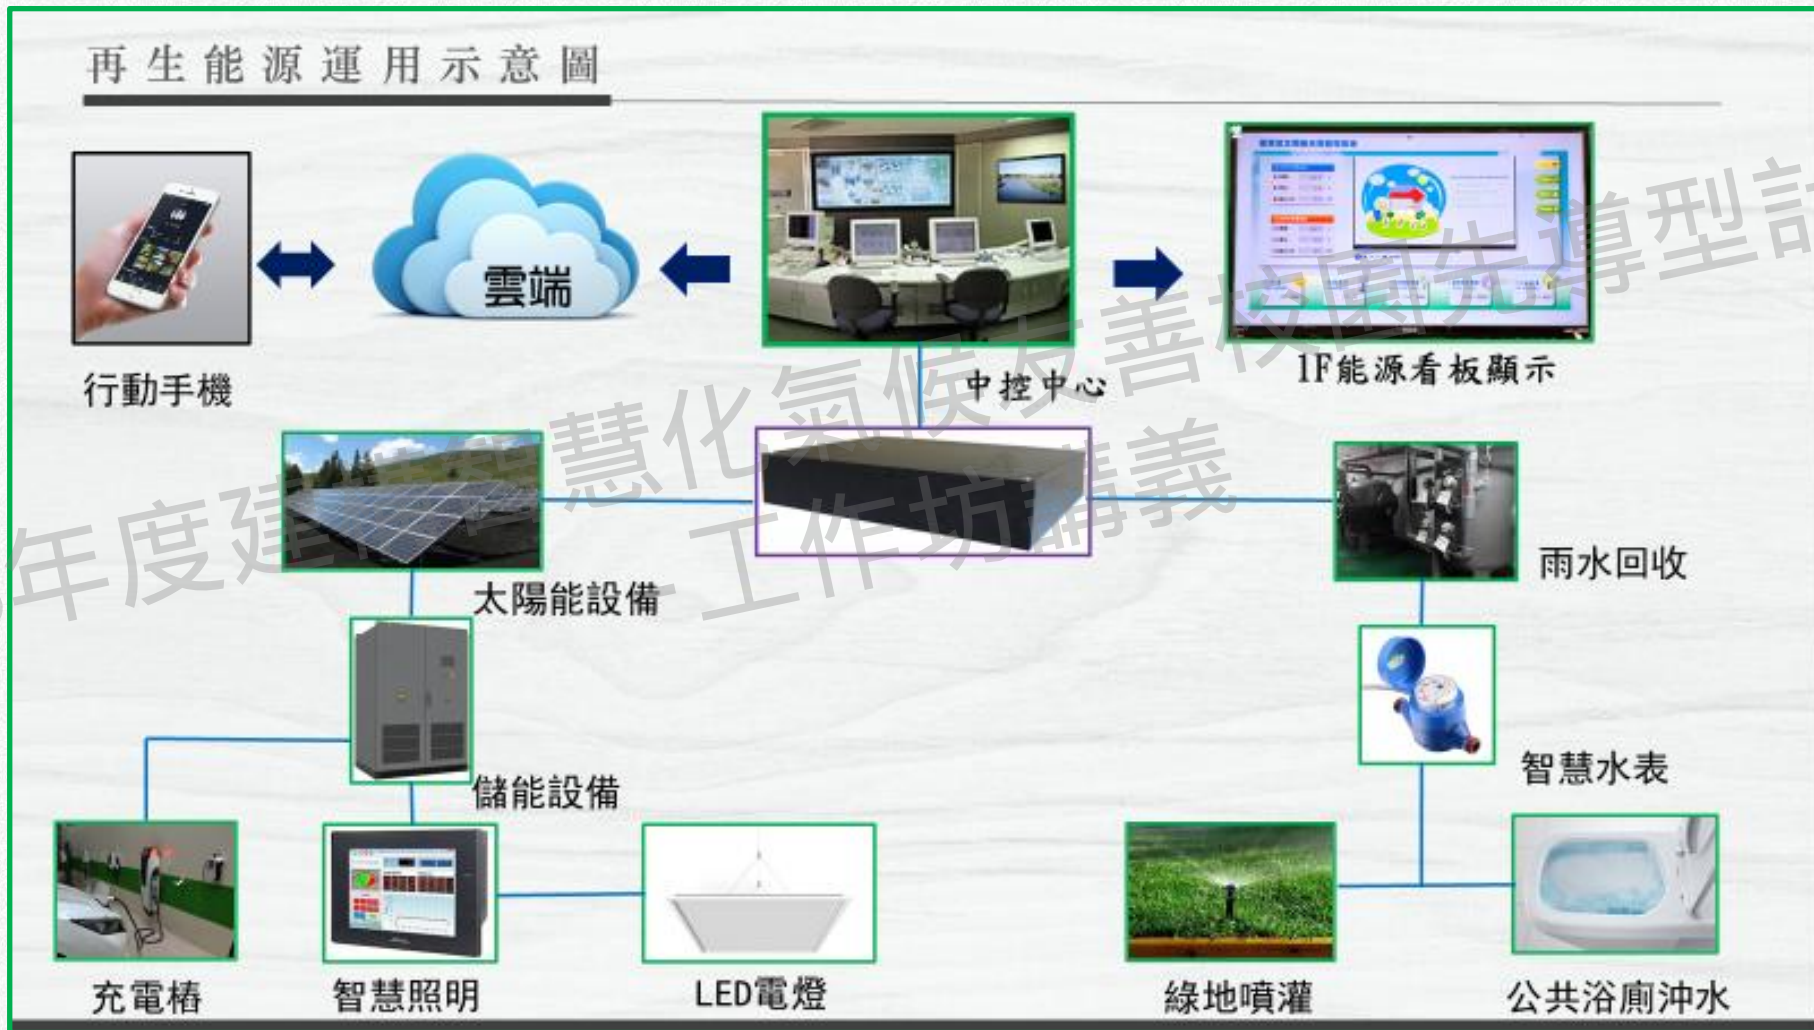 再生能源運用示意圖
雲端
行動手機
中控中心
1F能源看板顯示
太陽能設備
雨水回收
儲能設備
智慧水表
充電樁
智慧照明
LED電燈
綠地噴灌
公共浴廁沖水
年度建構智慧化氣候友善校園先導型計
工作坊講義